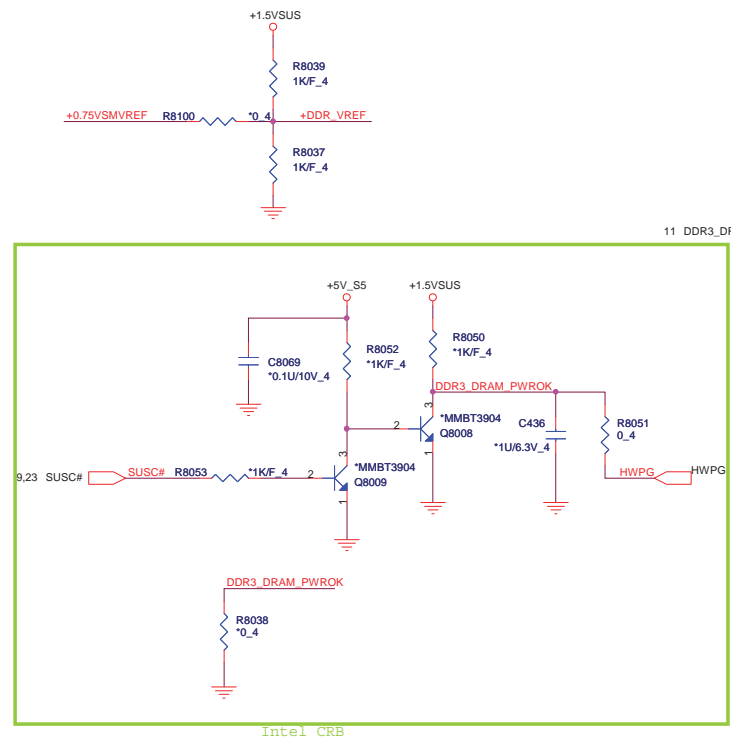 +1.5VSUS
R8039
1K/F_4
+0.75VSMVREF
R8100
*0_4
+DDR_VREF
R8037
1K/F_4
11 DDR3_DR
+5V_S5
+1.5VSUS
R8050
*1K/F_4
R8052
*1K/F_4
C8069
*0.1U/10V_4
DDR3_DRAM_PWROK
3
2
*MMBT3904
Q8008
1
C436
*1U/6.3V_4
R8051
0_4
3
*MMBT3904
Q8009
2
1
9,23 SUSC#
SUSC#
R8053
*1K/F_4
HWPG
HWPG
DDR3_DRAM_PWROK
R8038
*0_4
Intel CRB